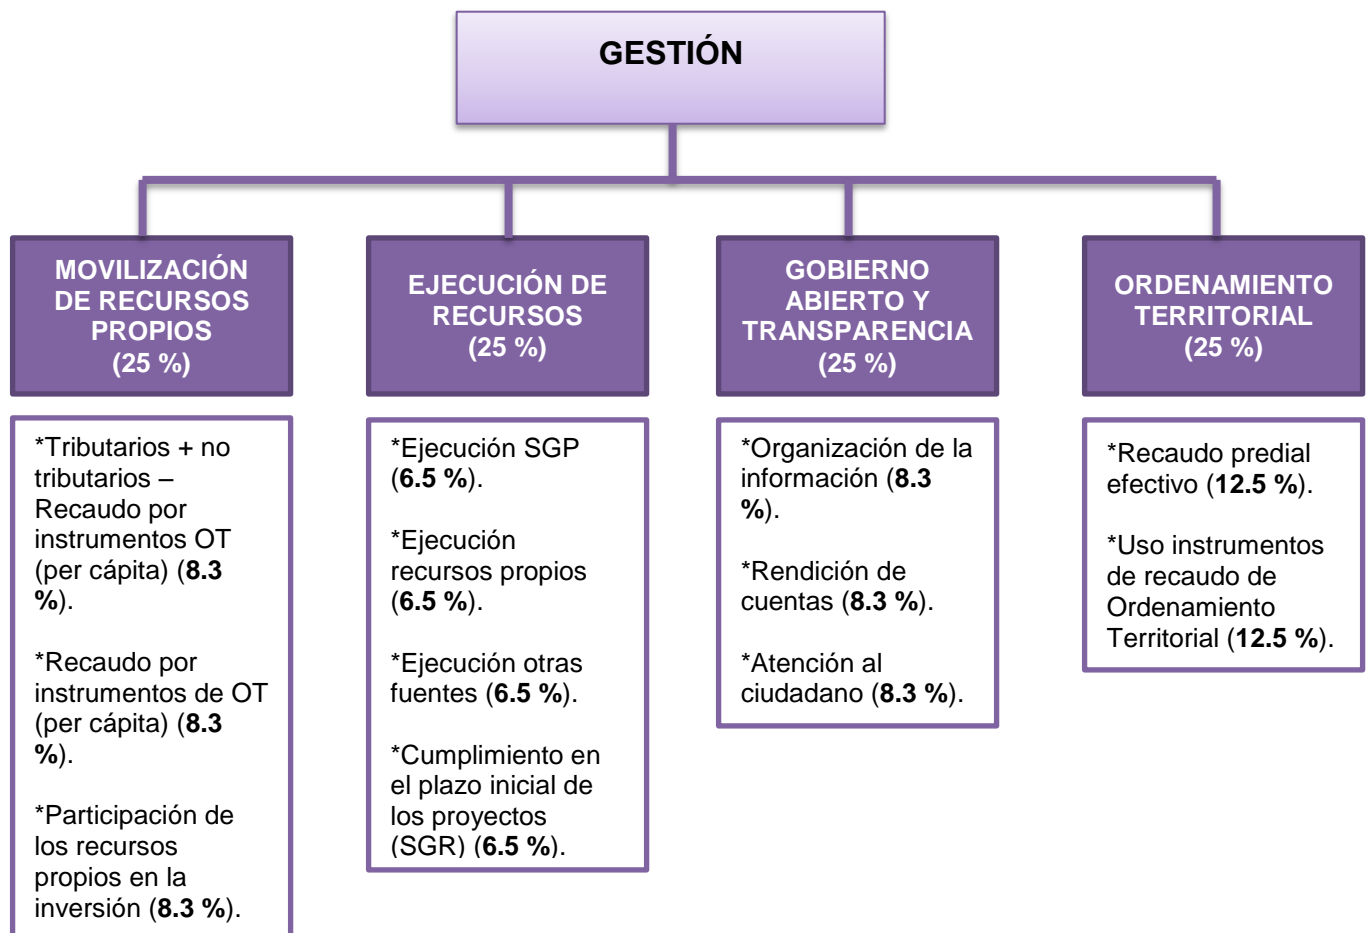 GESTIÓN
MOVILIZACIÓN
DE RECURSOS
PROPIOS
(25 %)
EJECUCIÓN DE
RECURSOS
(25 %)
GOBIERNO
ABIERTO Y
TRANSPARENCIA
(25 %)
ORDENAMIENTO
TERRITORIAL
(25 %)
*Tributarios + no
tributarios –
Recaudo por
instrumentos OT
(per cápita) (8.3
%).
*Recaudo por
instrumentos de OT
(per cápita) (8.3
%).
*Participación de
los recursos
propios en la
inversión (8.3 %).
*Ejecución SGP
(6.5 %).
*Ejecución
recursos propios
(6.5 %).
*Ejecución otras
fuentes (6.5 %).
*Cumplimiento en
el plazo inicial de
los proyectos
(SGR) (6.5 %).
*Organización de la
información (8.3
%).
*Rendición de
cuentas (8.3 %).
*Atención al
ciudadano (8.3 %).
*Recaudo predial
efectivo (12.5 %).
*Uso instrumentos
de recaudo de
Ordenamiento
Territorial (12.5 %).